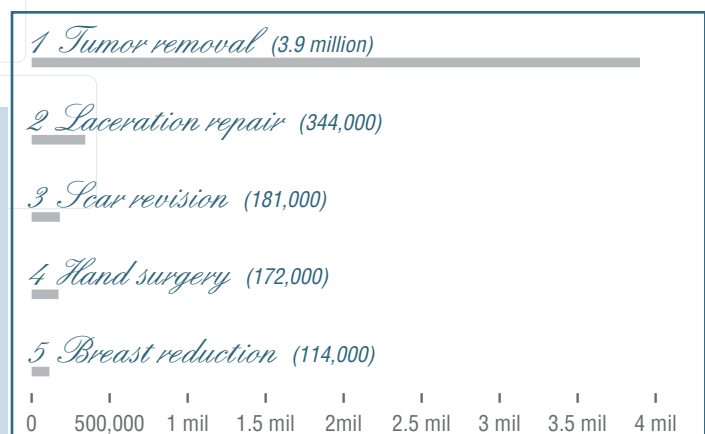 1 Tumor removal (3.9 million)
2 Laceration repair (344,000)
3 Scar revision (181,000)
4 Hand surgery (172,000)
5 Breast reduction (114,000)
0 500,000 1 mil 1.5 mil 2mil 2.5 mil 3 mil 3.5 mil 4 mil